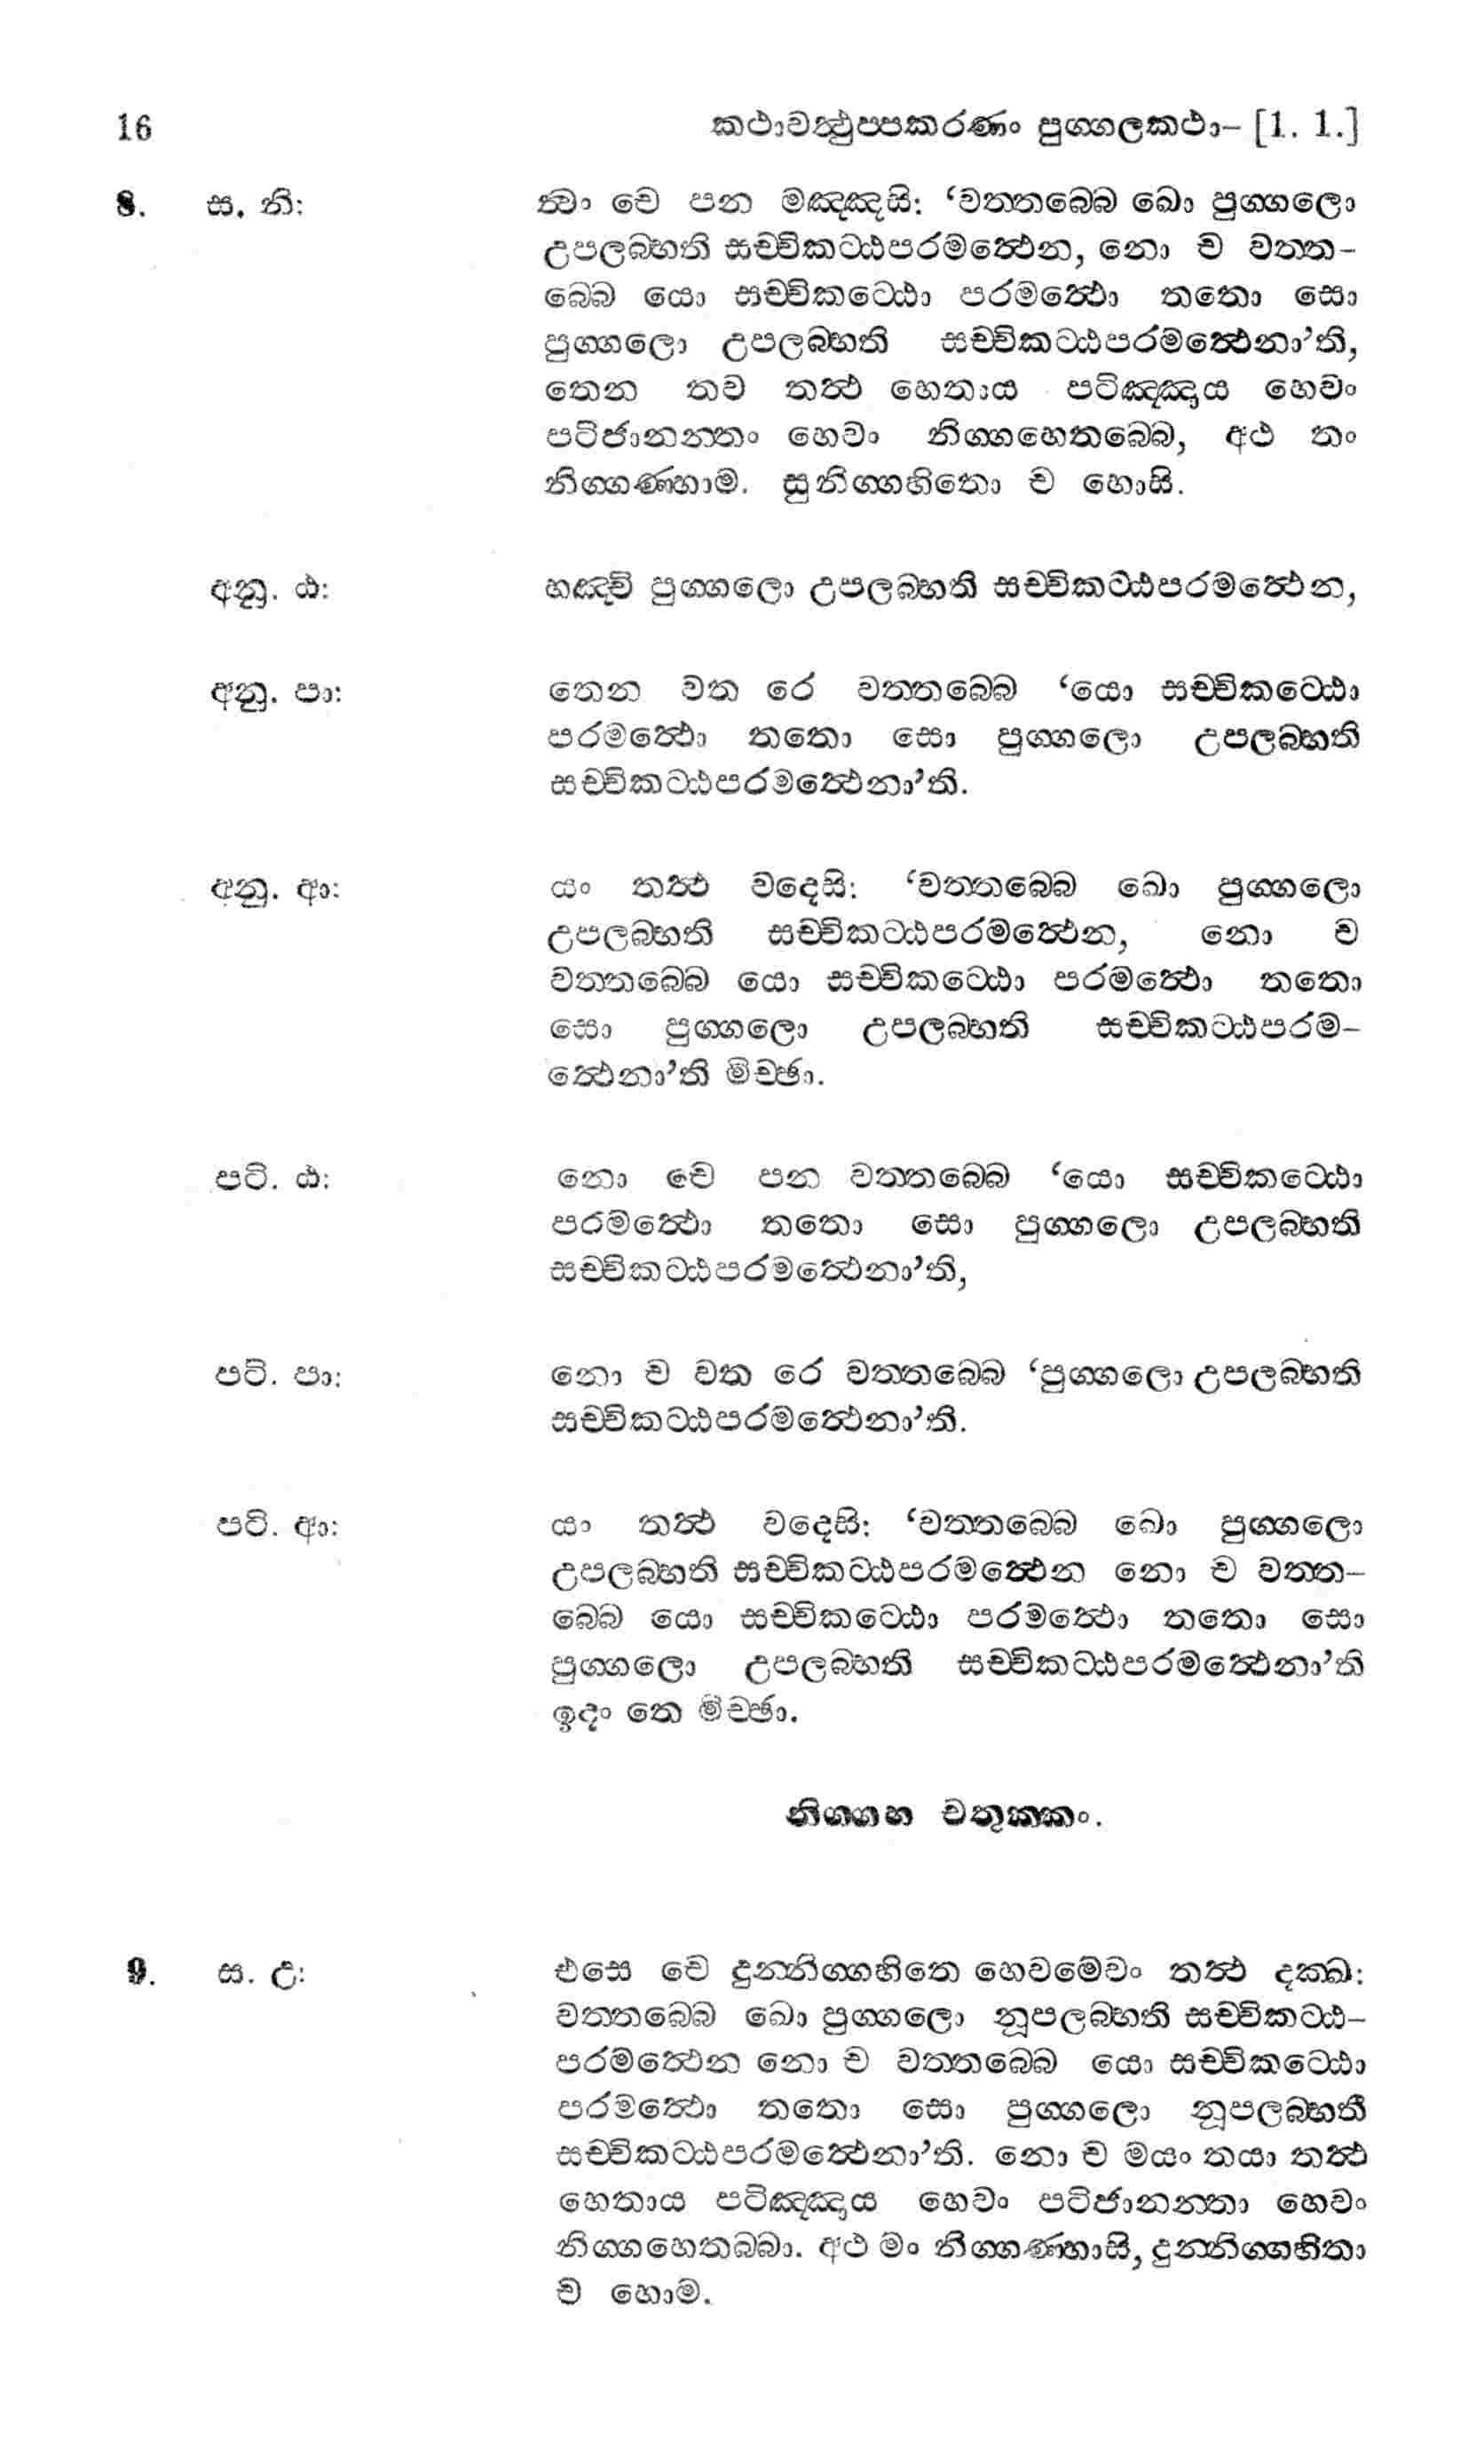 16 කථාවත්‍ථුප‍්පකරණං පුග‍්ගලකථා– [1. 1.]
8. ස. නි: ත්‍වං චෙ පන මඤ‍්ඤසි: ‘වත‍්තබ‍්බෙ ඛො පුග‍්ගලො
උපලබ‍්භති සච‍්චිකට‍්ඨපරමත්‍ථෙන, නො ච වත‍්ත–
බ‍්බෙ යො සච‍්චිකට‍්ඨො පරමත්‍ථො තතො සො
පුග‍්ගලො උපලබ‍්භති සච‍්චිකට‍්ඨපරමත්‍ථෙනා’ති,
තෙන තව තත්‍ථ හෙතාය පටිඤ‍්ඤාය හෙවං
පටිජානන‍්තං හෙවං නිග‍්ගහෙතබ‍්බෙ, අථ තං
නිග‍්ගණ‍්හාම. සුනිග‍්ගහිතො ච හොසි.
අනු. ඨ: හඤ‍්චි පුග‍්ගලො උපලබ‍්භති සච‍්චිකට‍්ඨපරමත්‍ථෙන,
අනු. පා: තෙන වත රෙ වත‍්තබ‍්බෙ ‘යො සච‍්චිකට‍්ඨො
පරමත්‍ථො තතො සො පුග‍්ගලො උපලබ‍්භති
සච‍්චිකට‍්ඨපරමත්‍ථෙනා’ති.
අනු. ආ: යං තත්‍ථ වදෙසි: ‘වත‍්තබ‍්බෙ ඛො පුග‍්ගලො
උපලබ‍්භති සච‍්චිකට‍්ඨපරමත්‍ථෙන, නො ච
වත‍්තබ‍්බෙ යො සච‍්චිකට‍්ඨො පරමත්‍ථො තතො
සො පුග‍්ගලො උපලබ‍්භති සච‍්චිකට‍්ඨපරම–
ත්‍ථෙනා’ති මිච‍්ඡා.
පටි. ඨ: නො චෙ පන වත‍්තබ‍්බෙ ‘යො සච‍්චිකට‍්ඨො
පරමත්‍ථො තතො සො පුග‍්ගලො උපලබ‍්භති
සච‍්චිකට‍්ඨපරමත්‍ථෙනා’ති,
පටි. පා: නො ච වත රෙ වත‍්තබ‍්බෙ ‘පුග‍්ගලො උපලබ‍්භති
සච‍්චිකට‍්ඨපරමත්‍ථෙනා’ති.
පටි. ආ: යං තත්‍ථ වදෙසි: ‘වත‍්තබ‍්බෙ ඛො පුග‍්ගලො
උපලබ‍්භති සච‍්චිකට‍්ඨපරමත්‍ථෙන නො ච වත‍්ත–
බ‍්බෙ යො සච‍්චිකට‍්ඨො පරමත්‍ථො තතො සො
පුග‍්ගලො උපලබ‍්භති සච‍්චිකට‍්ඨපරමත්‍ථෙනා’ති
ඉදං තෙ මිච‍්ඡා.
නිග‍්ගහ චතුක‍්කං.
9. ස. උ: එසෙ චෙ දුන‍්නිග‍්ගහිතෙ හෙවමේවං තත්‍ථ දක‍්ඛ:
වත‍්තබ‍්බෙ ඛො පුග‍්ගලො නූපලබ‍්භති සච‍්චිකට‍්ඨ–
පරමත්‍ථෙන නො ච වත‍්තබ‍්බෙ යො සච‍්චිකට‍්ඨො
පරමත්‍ථො තතො සො පුග‍්ගලො නූපලබ‍්භතී
සච‍්චිකට‍්ඨපරමත්‍ථෙනා’ති. නො ච මයං තයා තත්‍ථ
හෙතාය පටිඤ‍්ඤාය හෙවං පටිජානන‍්තා හෙවං
නිග‍්ගහෙතබ‍්බා. අථ මං නිග‍්ගණ‍්හාසි, දුන‍්නිග‍්ගහිතා
ච හොම.